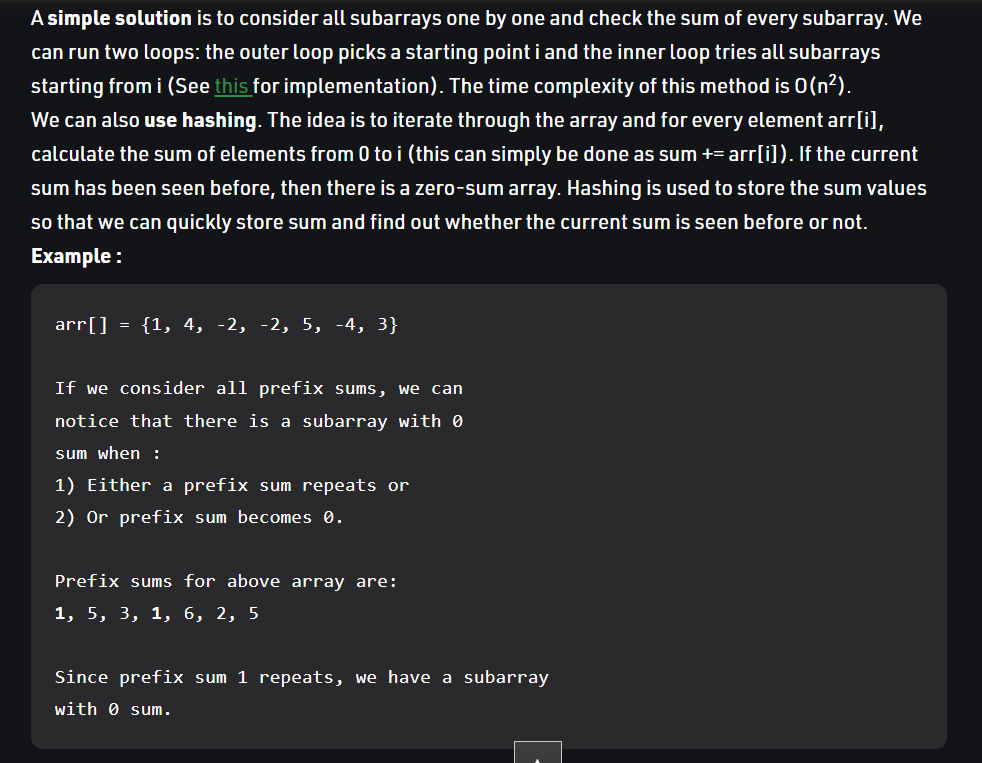 A simple solution is to consider all subarrays one by one and check the sum of every subarray. We
can run two loops: the outer loop picks a starting point i and the inner loop tries all subarrays
starting from i (See this for implementation). The time complexity of this method is O(n²).
We can also use hashing. The idea is to iterate through the array and for every element arr[i],
calculate the sum of elements from 0 to i (this can simply be done as sum += arr[i]). If the current
sum has been seen before, then there is a zero-sum array. Hashing is used to store the sum values
so that we can quickly store sum and find out whether the current sum is seen before or not.
Example :
arr[] = {1, 4, -2, -2, 5, -4, 3}
If we consider all prefix sums, we can
notice that there is a subarray with 0
sum when :
1) Either a prefix sum repeats or
2) Or prefix sum becomes 0.
Prefix sums for above array are:
1, 5, 3, 1, 6, 2, 5
Since prefix sum 1 repeats, we have a subarray
with 0 sum.